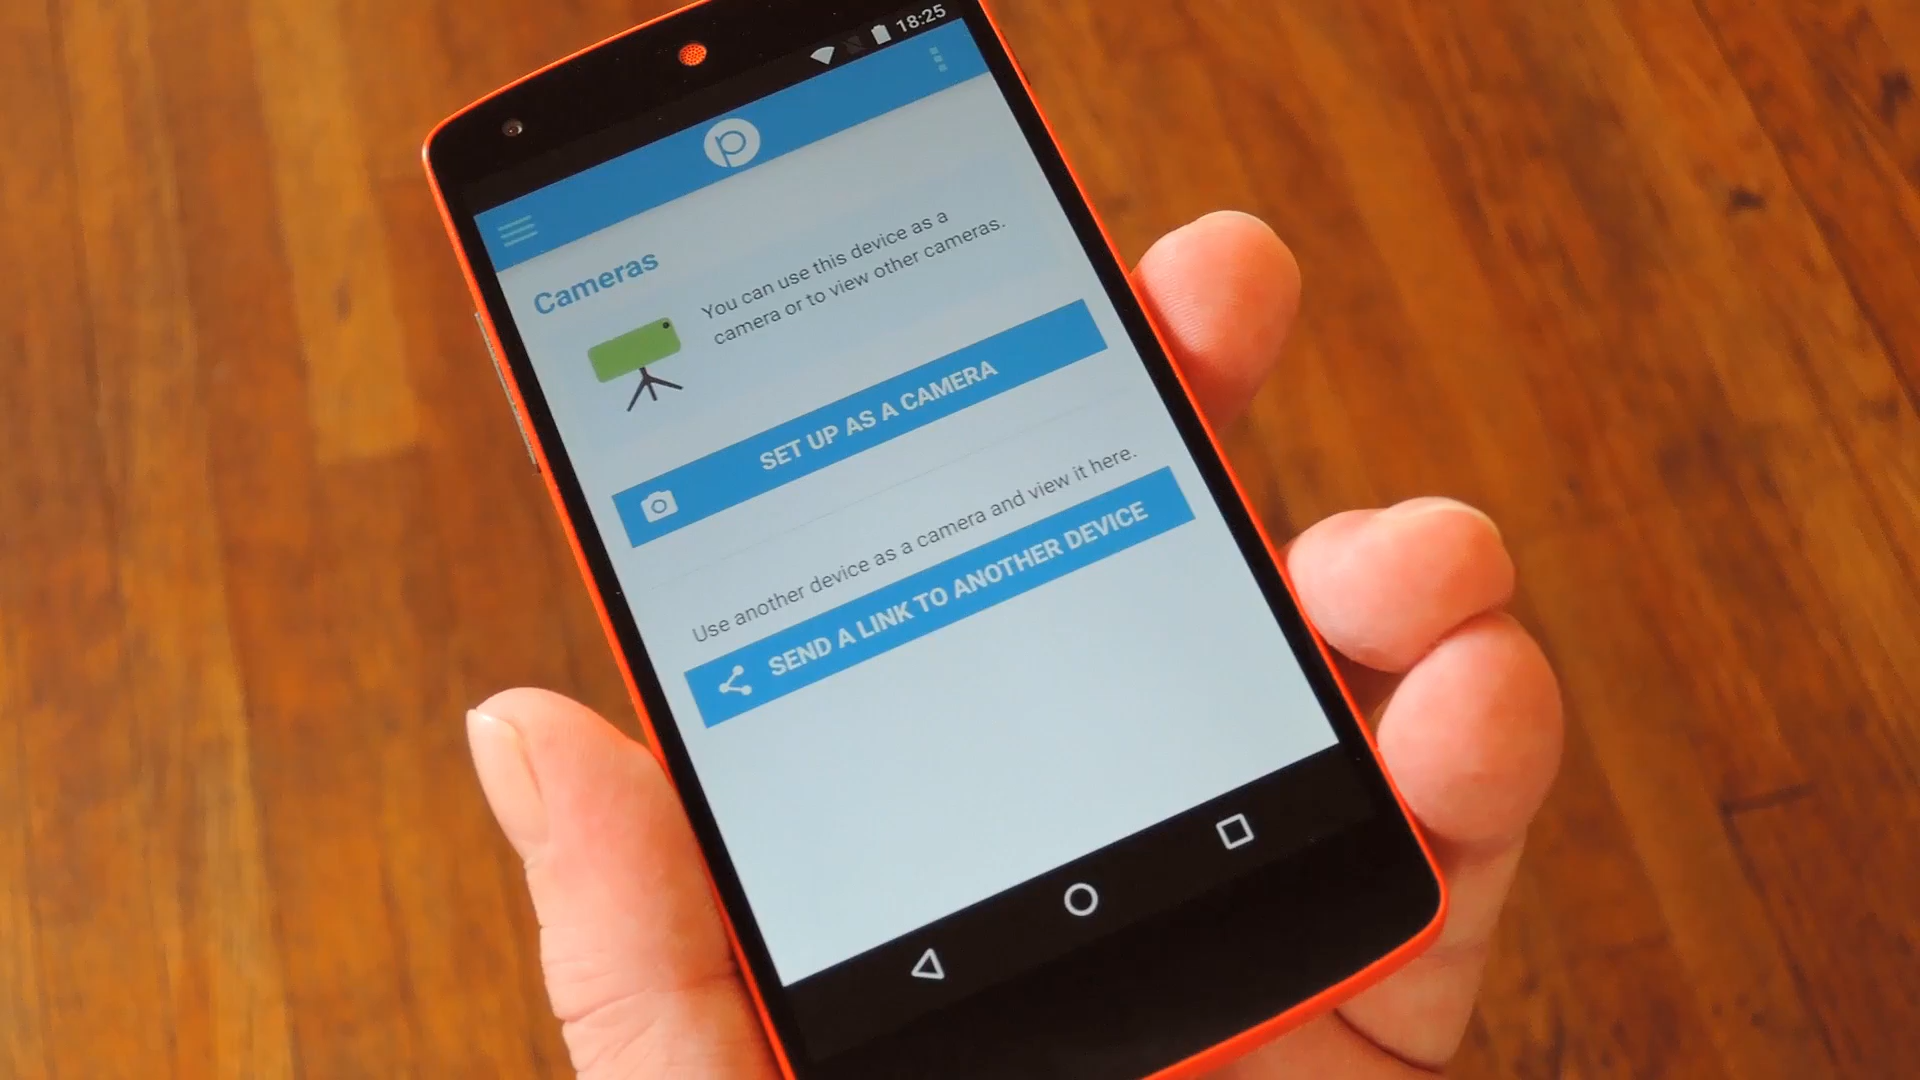 18:25
p
Cameras
You can use this device as a
camera or to view other cameras.
SET UP AS A CAMERA
Use another device as a camera and view it here.
SEND A LINK TO ANOTHER DEVICE